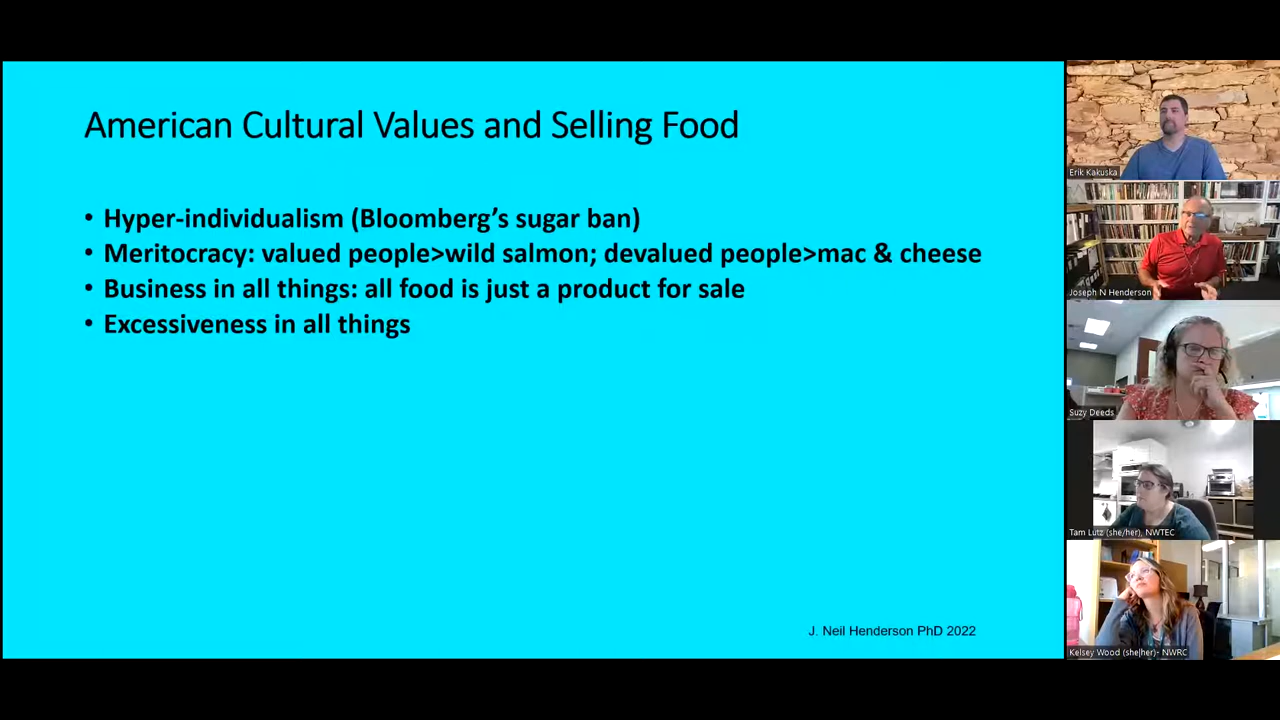 American Cultural Values and Selling Food
• Hyper-individualism (Bloomberg’s sugar ban)
• Meritocracy: valued people>wild salmon; devalued people>mac & cheese
• Business in all things: all food is just a product for sale
• Excessiveness in all things
J. Neil Henderson PhD 2022
Erik Kakuska
Joseph N Henderson
Suzy Deeds
Tam Lutz (she/her), NWTEC
Kelsey Wood (she|her)- NWRC